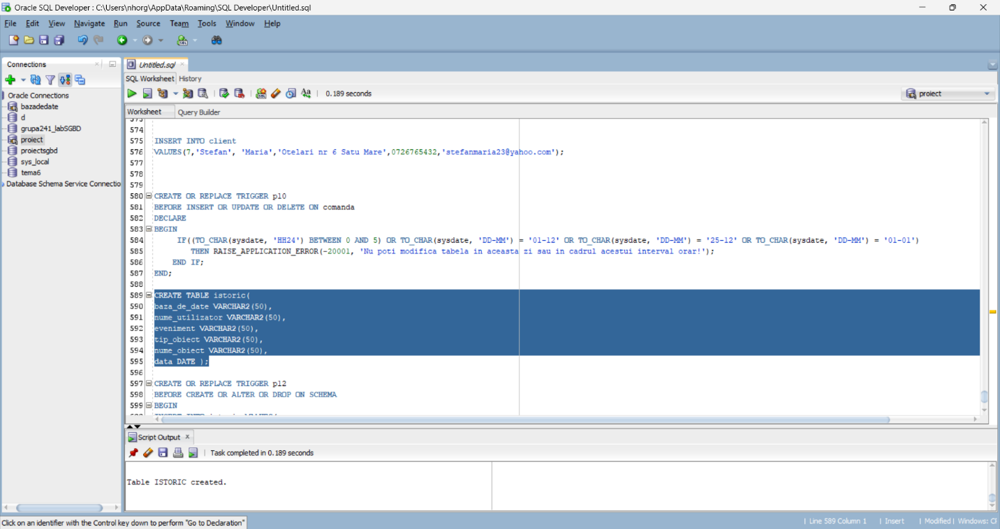 Oracle SQL Developer : C:\Users\nhorg\AppData\Roaming\SQL Developer\Untitled.sql
File Edit View Navigate Run Source Team Tools Window Help
Connections
Oracle Connections
bazadedate
d
grupa241_labSGBD
proiect
proiectsgbd
sys_local
tema6
Database Schema Service Connectio
Untitled.sql
SQL Worksheet History
0.189 seconds
proiect
Worksheet Query Builder
573
574
575 INSERT INTO client
576 VALUES(7,'Stefan', 'Maria','Otelari nr 6 Satu Mare',0726765432,'stefanmaria23@yahoo.com');
577
578
579
580 CREATE OR REPLACE TRIGGER p10
581 BEFORE INSERT OR UPDATE OR DELETE ON comanda
582 DECLARE
583 BEGIN
584 IF((TO_CHAR(sysdate, 'HH24') BETWEEN 0 AND 5) OR TO_CHAR(sysdate, 'DD-MM') = '01-12' OR TO_CHAR(sysdate, 'DD-MM') = '25-12' OR TO_CHAR(sysdate, 'DD-MM') = '01-01')
585 THEN RAISE_APPLICATION_ERROR(-20001, 'Nu poti modifica tabela in aceasta zi sau in cadrul acestui interval orar!');
586 END IF;
587 END;
588
589 CREATE TABLE istoric(
590 baza_de_date VARCHAR2(50),
591 nume_utilizator VARCHAR2(50),
592 eveniment VARCHAR2(50),
593 tip_obiect VARCHAR2(50),
594 nume_obiect VARCHAR2(50),
595 data DATE );
596
597 CREATE OR REPLACE TRIGGER p12
598 BEFORE CREATE OR ALTER OR DROP ON SCHEMA
599 BEGIN
Script Output x
Task completed in 0.189 seconds
Table ISTORIC created.
Click on an identifier with the Control key down to perform "Go to Declaration"
| Line 589 Column 1 | Insert | Modified | Windows: CF